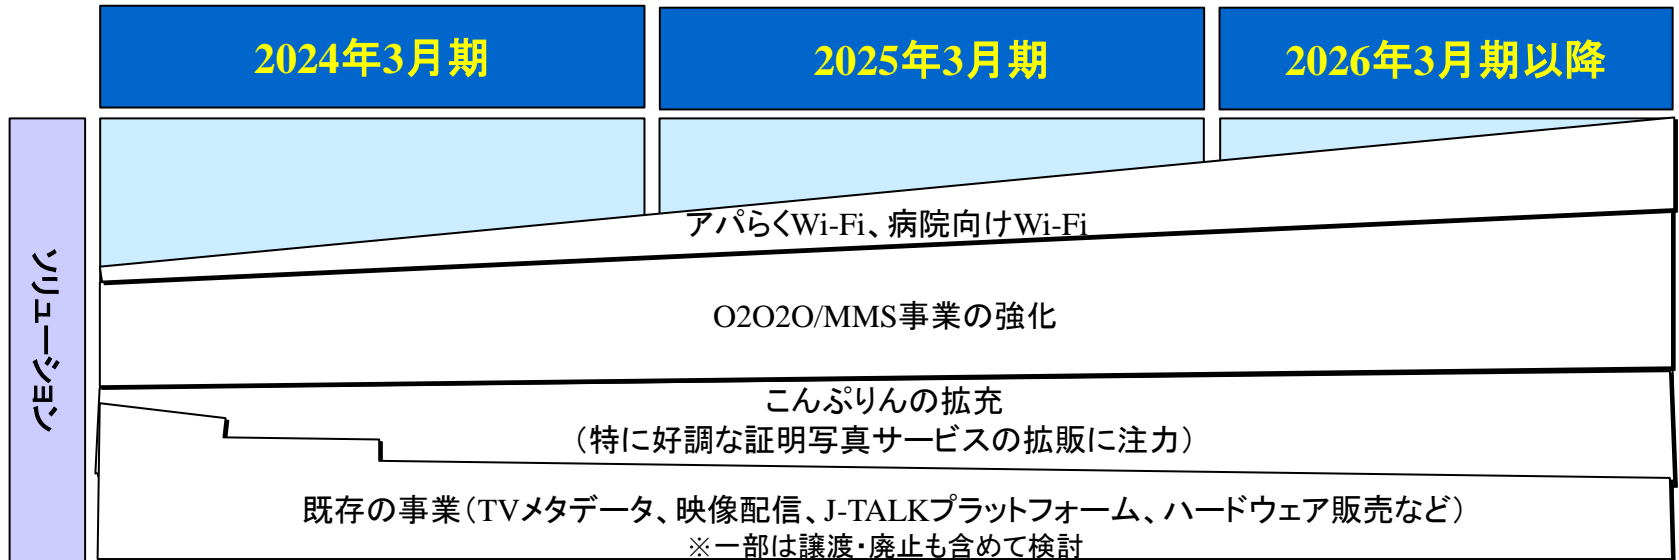 2024年3月期
2025年3月期
2026年3月期以降
ソリューション
アパらくWi-Fi、病院向けWi-Fi
O2O2O/MMS事業の強化
こんぷりんの拡充
（特に好調な証明写真サービスの拡販に注力）
既存の事業（TVメタデータ、映像配信、J-TALKプラットフォーム、ハードウェア販売など）
※一部は譲渡・廃止も含めて検討